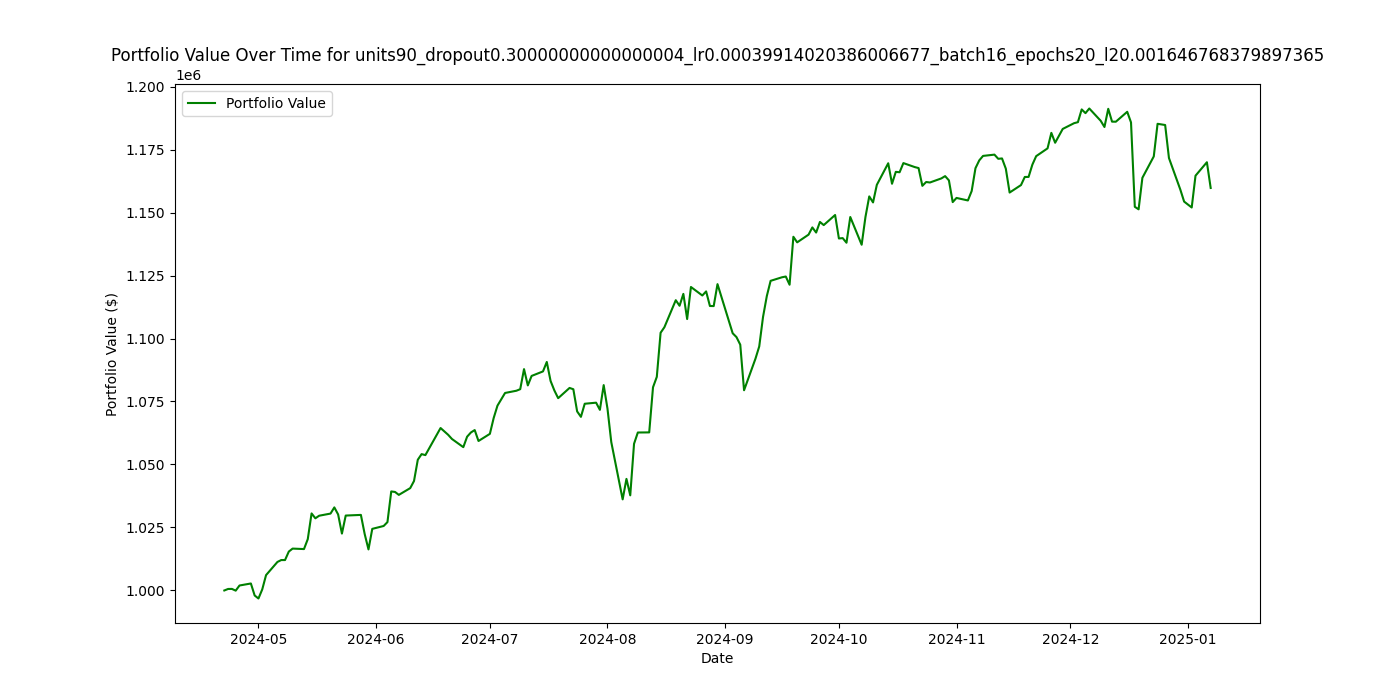 Portfolio Value Over Time for units90_dropout0.30000000000000004_lr0.00039914020386006677_batch16_epochs20_l20.001646768379897365
1e6
1.200
Portfolio Value
1.175
1.150
1.125
1.100
1.075
1.050
1.025
1.000
Portfolio Value ($)
2024-05 2024-06 2024-07 2024-08 2024-09 2024-10 2024-11 2024-12 2025-01
Date